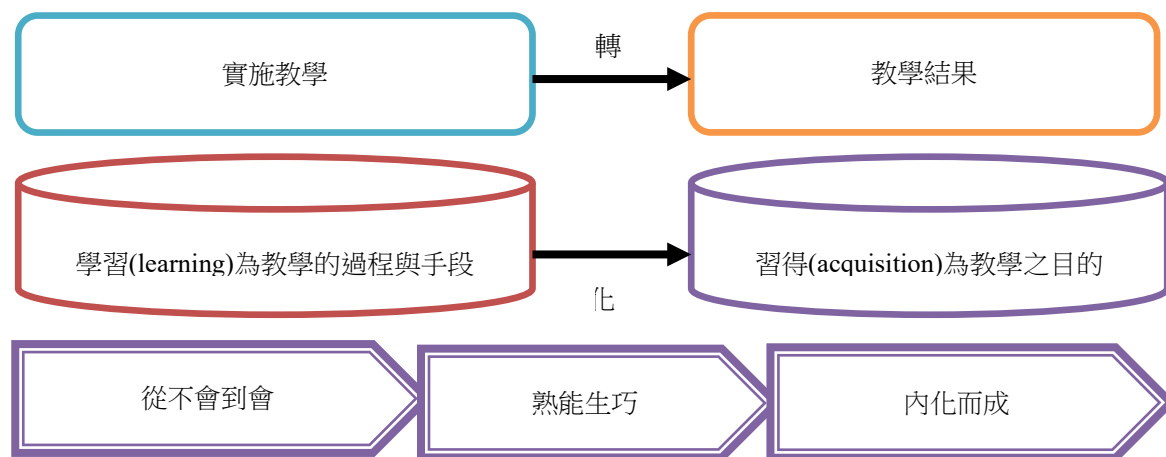 實施教學
轉
教學結果
學習(learning)為教學的過程與手段
習得(acquisition)為教學之目的
化
從不會到會
熟能生巧
內化而成